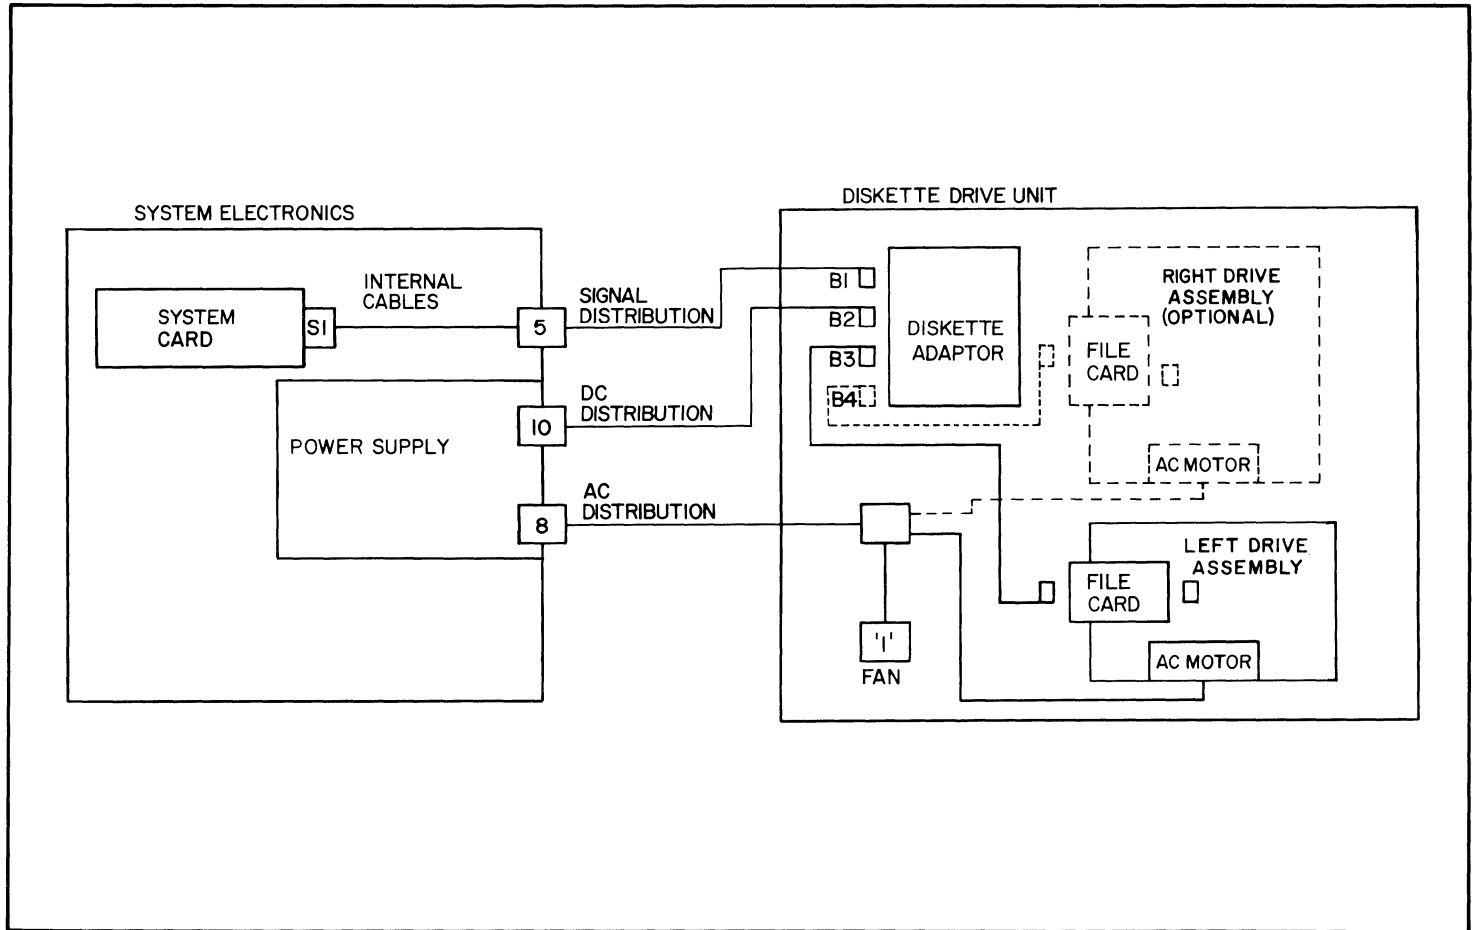 SYSTEM ELECTRONICS
SYSTEM
CARD
S1
INTERNAL
CABLES
5
SIGNAL
DISTRIBUTION
POWER SUPPLY
10
DC
DISTRIBUTION
8
AC
DISTRIBUTION
DISKETTE DRIVE UNIT
B1
B2
B3
B4
DISKETTE
ADAPTOR
RIGHT DRIVE
ASSEMBLY
(OPTIONAL)
FILE
CARD
AC MOTOR
LEFT DRIVE
ASSEMBLY
FILE
CARD
AC MOTOR
'|'
FAN